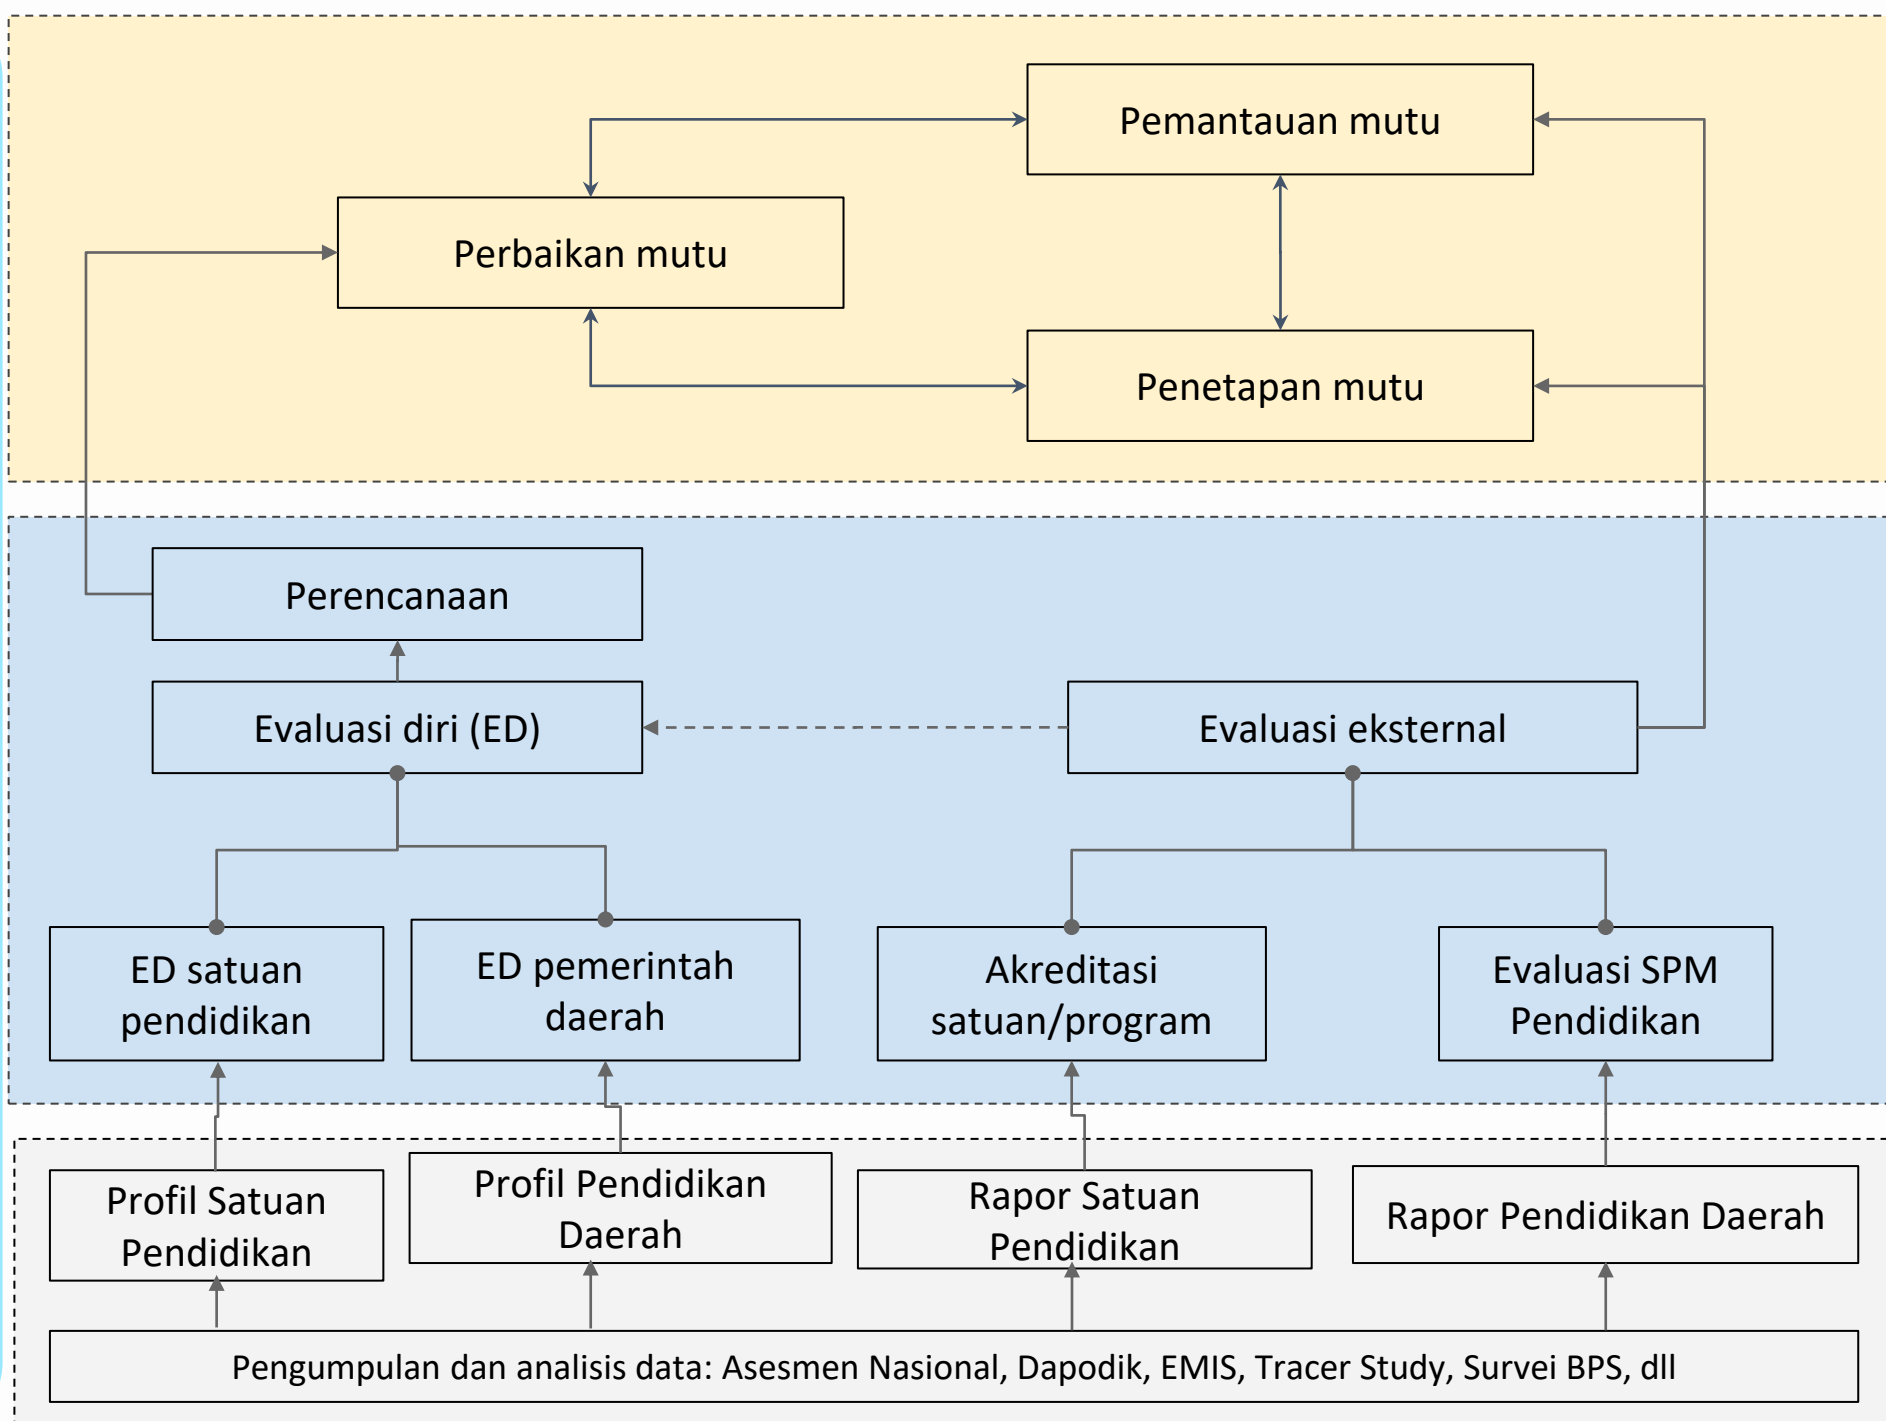 Pemantauan mutu
Perbaikan mutu
Penetapan mutu
Perencanaan
Evaluasi diri (ED)
Evaluasi eksternal
ED satuan
pendidikan
ED pemerintah
daerah
Akreditasi
satuan/program
Evaluasi SPM
Pendidikan
Profil Satuan
Pendidikan
Profil Pendidikan
Daerah
Rapor Satuan
Pendidikan
Rapor Pendidikan Daerah
Pengumpulan dan analisis data: Asesmen Nasional, Dapodik, EMIS, Tracer Study, Survei BPS, dll